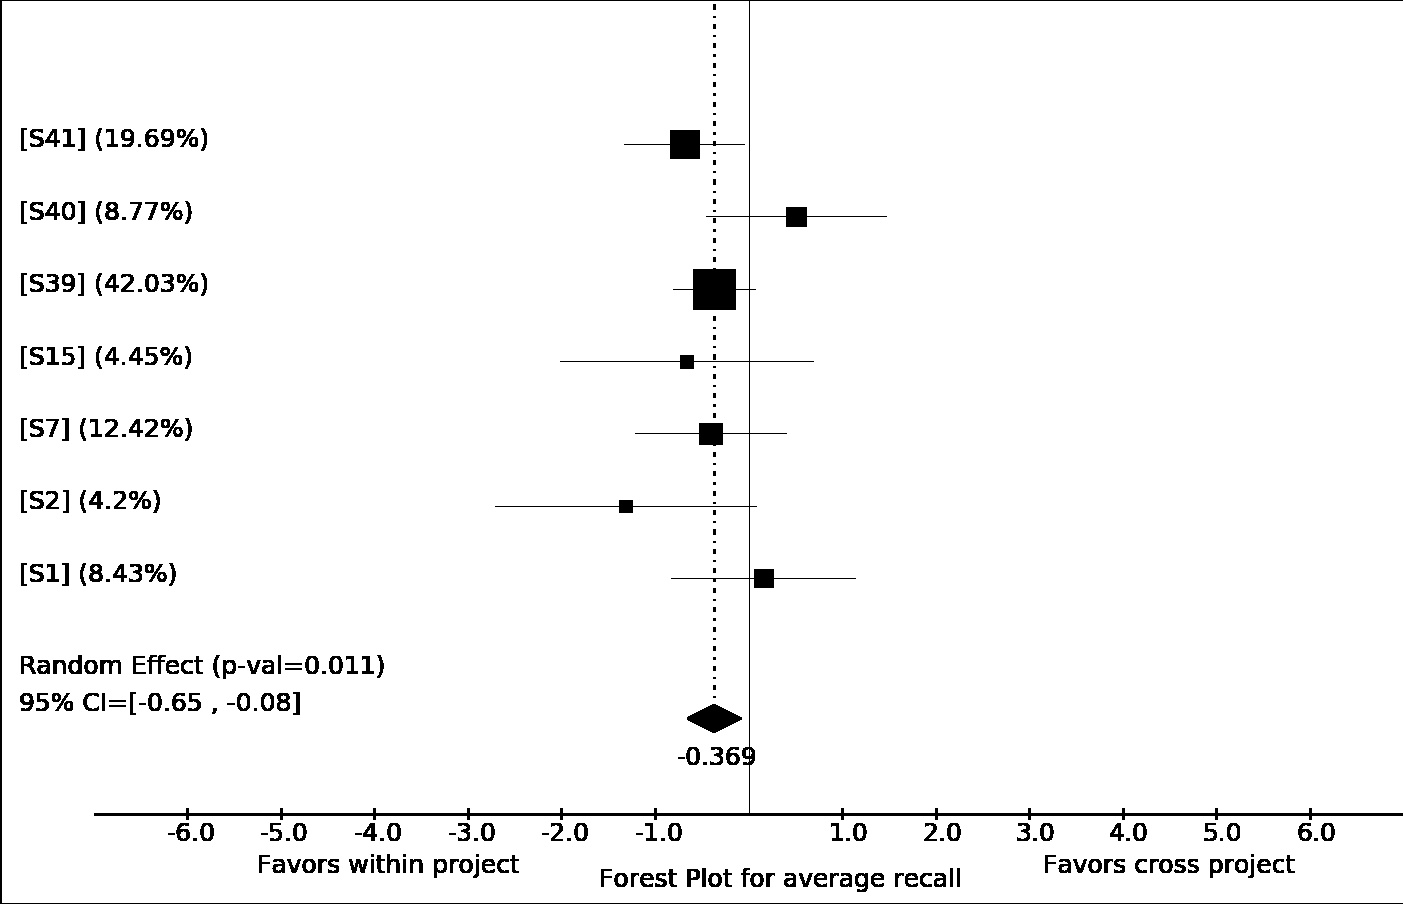 [S41] (19.69%)
[S40] (8.77%)
[S39] (42.03%)
[S15] (4.45%)
[S7] (12.42%)
[S2] (4.2%)
[S1] (8.43%)
Random Effect (p-val=0.011)
95% CI=[-0.65 , -0.08]
-0.369
-6.0 -5.0 -4.0 -3.0 -2.0 -1.0 1.0 2.0 3.0 4.0 5.0 6.0
Favors within project Favors cross project
Forest Plot for average recall